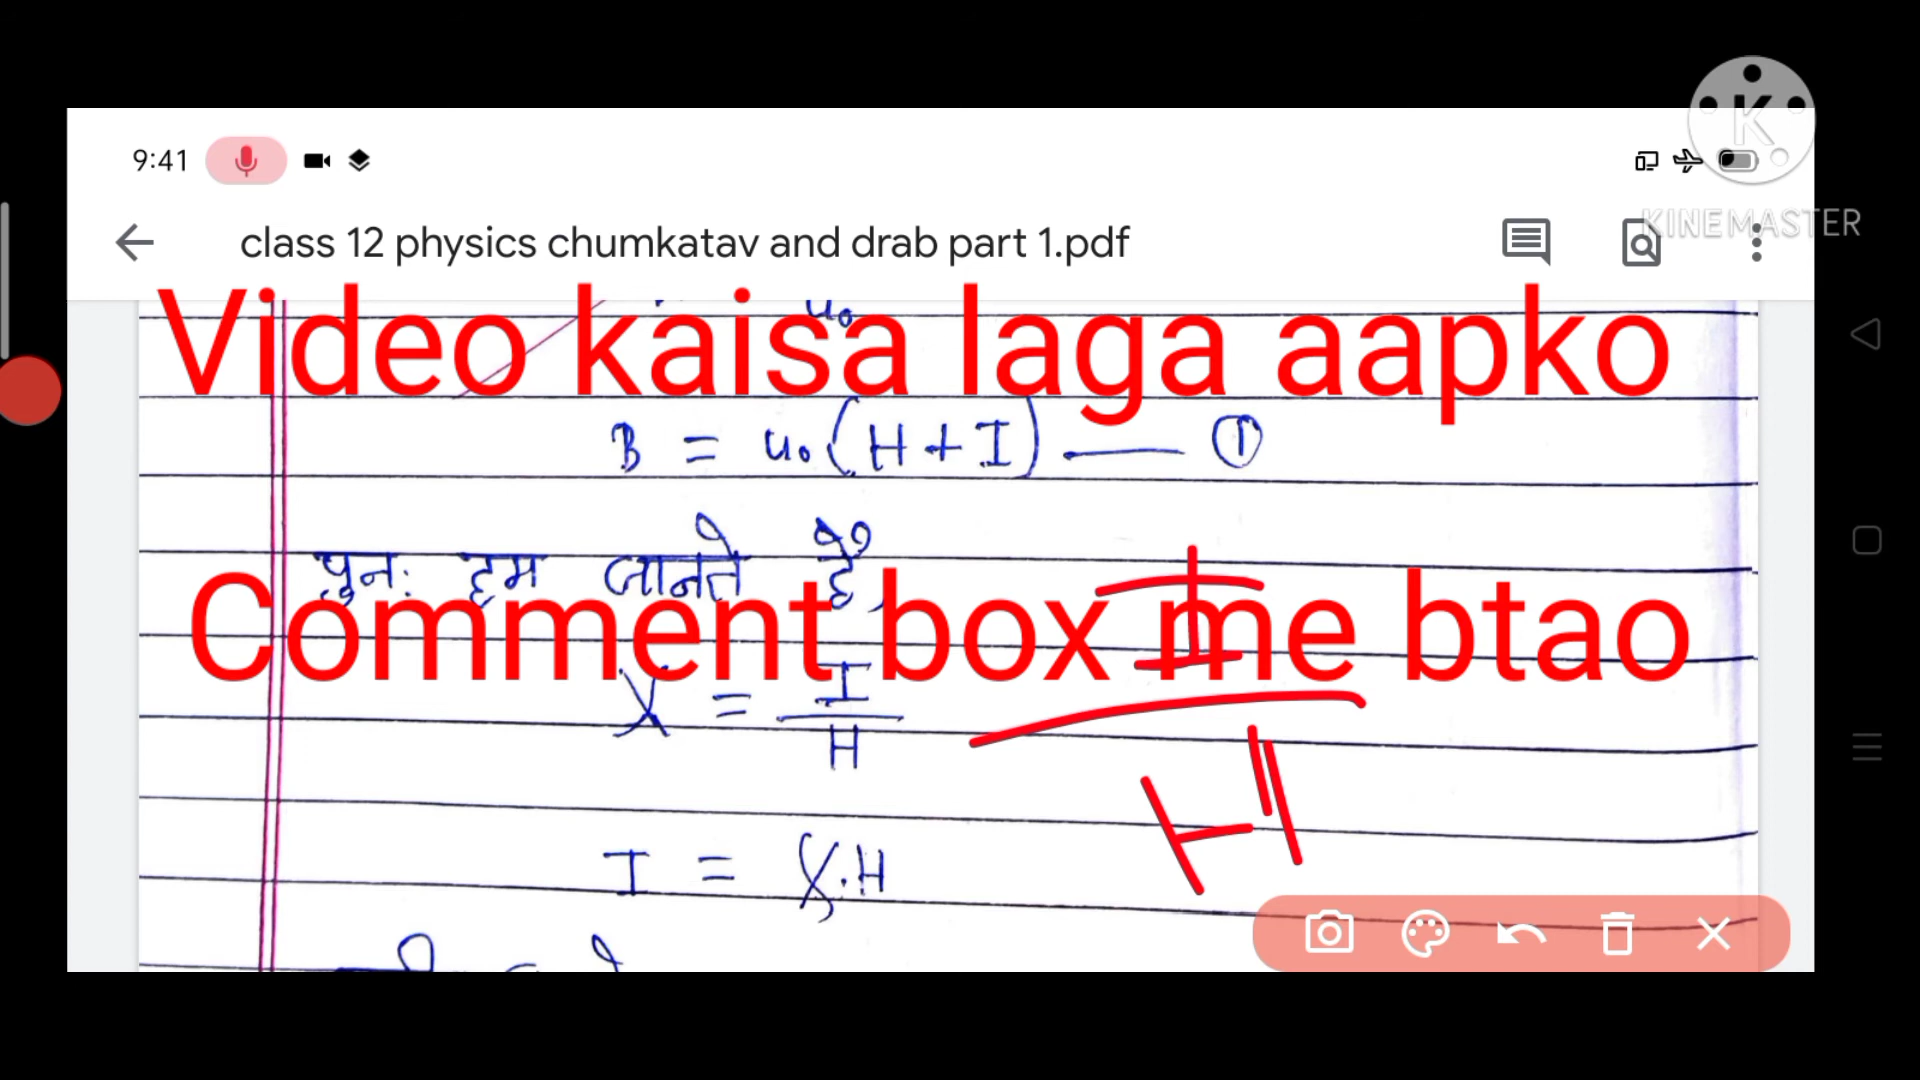 9:41
K
KINEMASTER
class 12 physics chumkatav and drab part 1.pdf
u₀
Video kaisa laga aapko
B = u₀(H+I) — ①
पुनः हम जानते हैं,
Comment box me btao
χ = I/H
H
I = χ.H